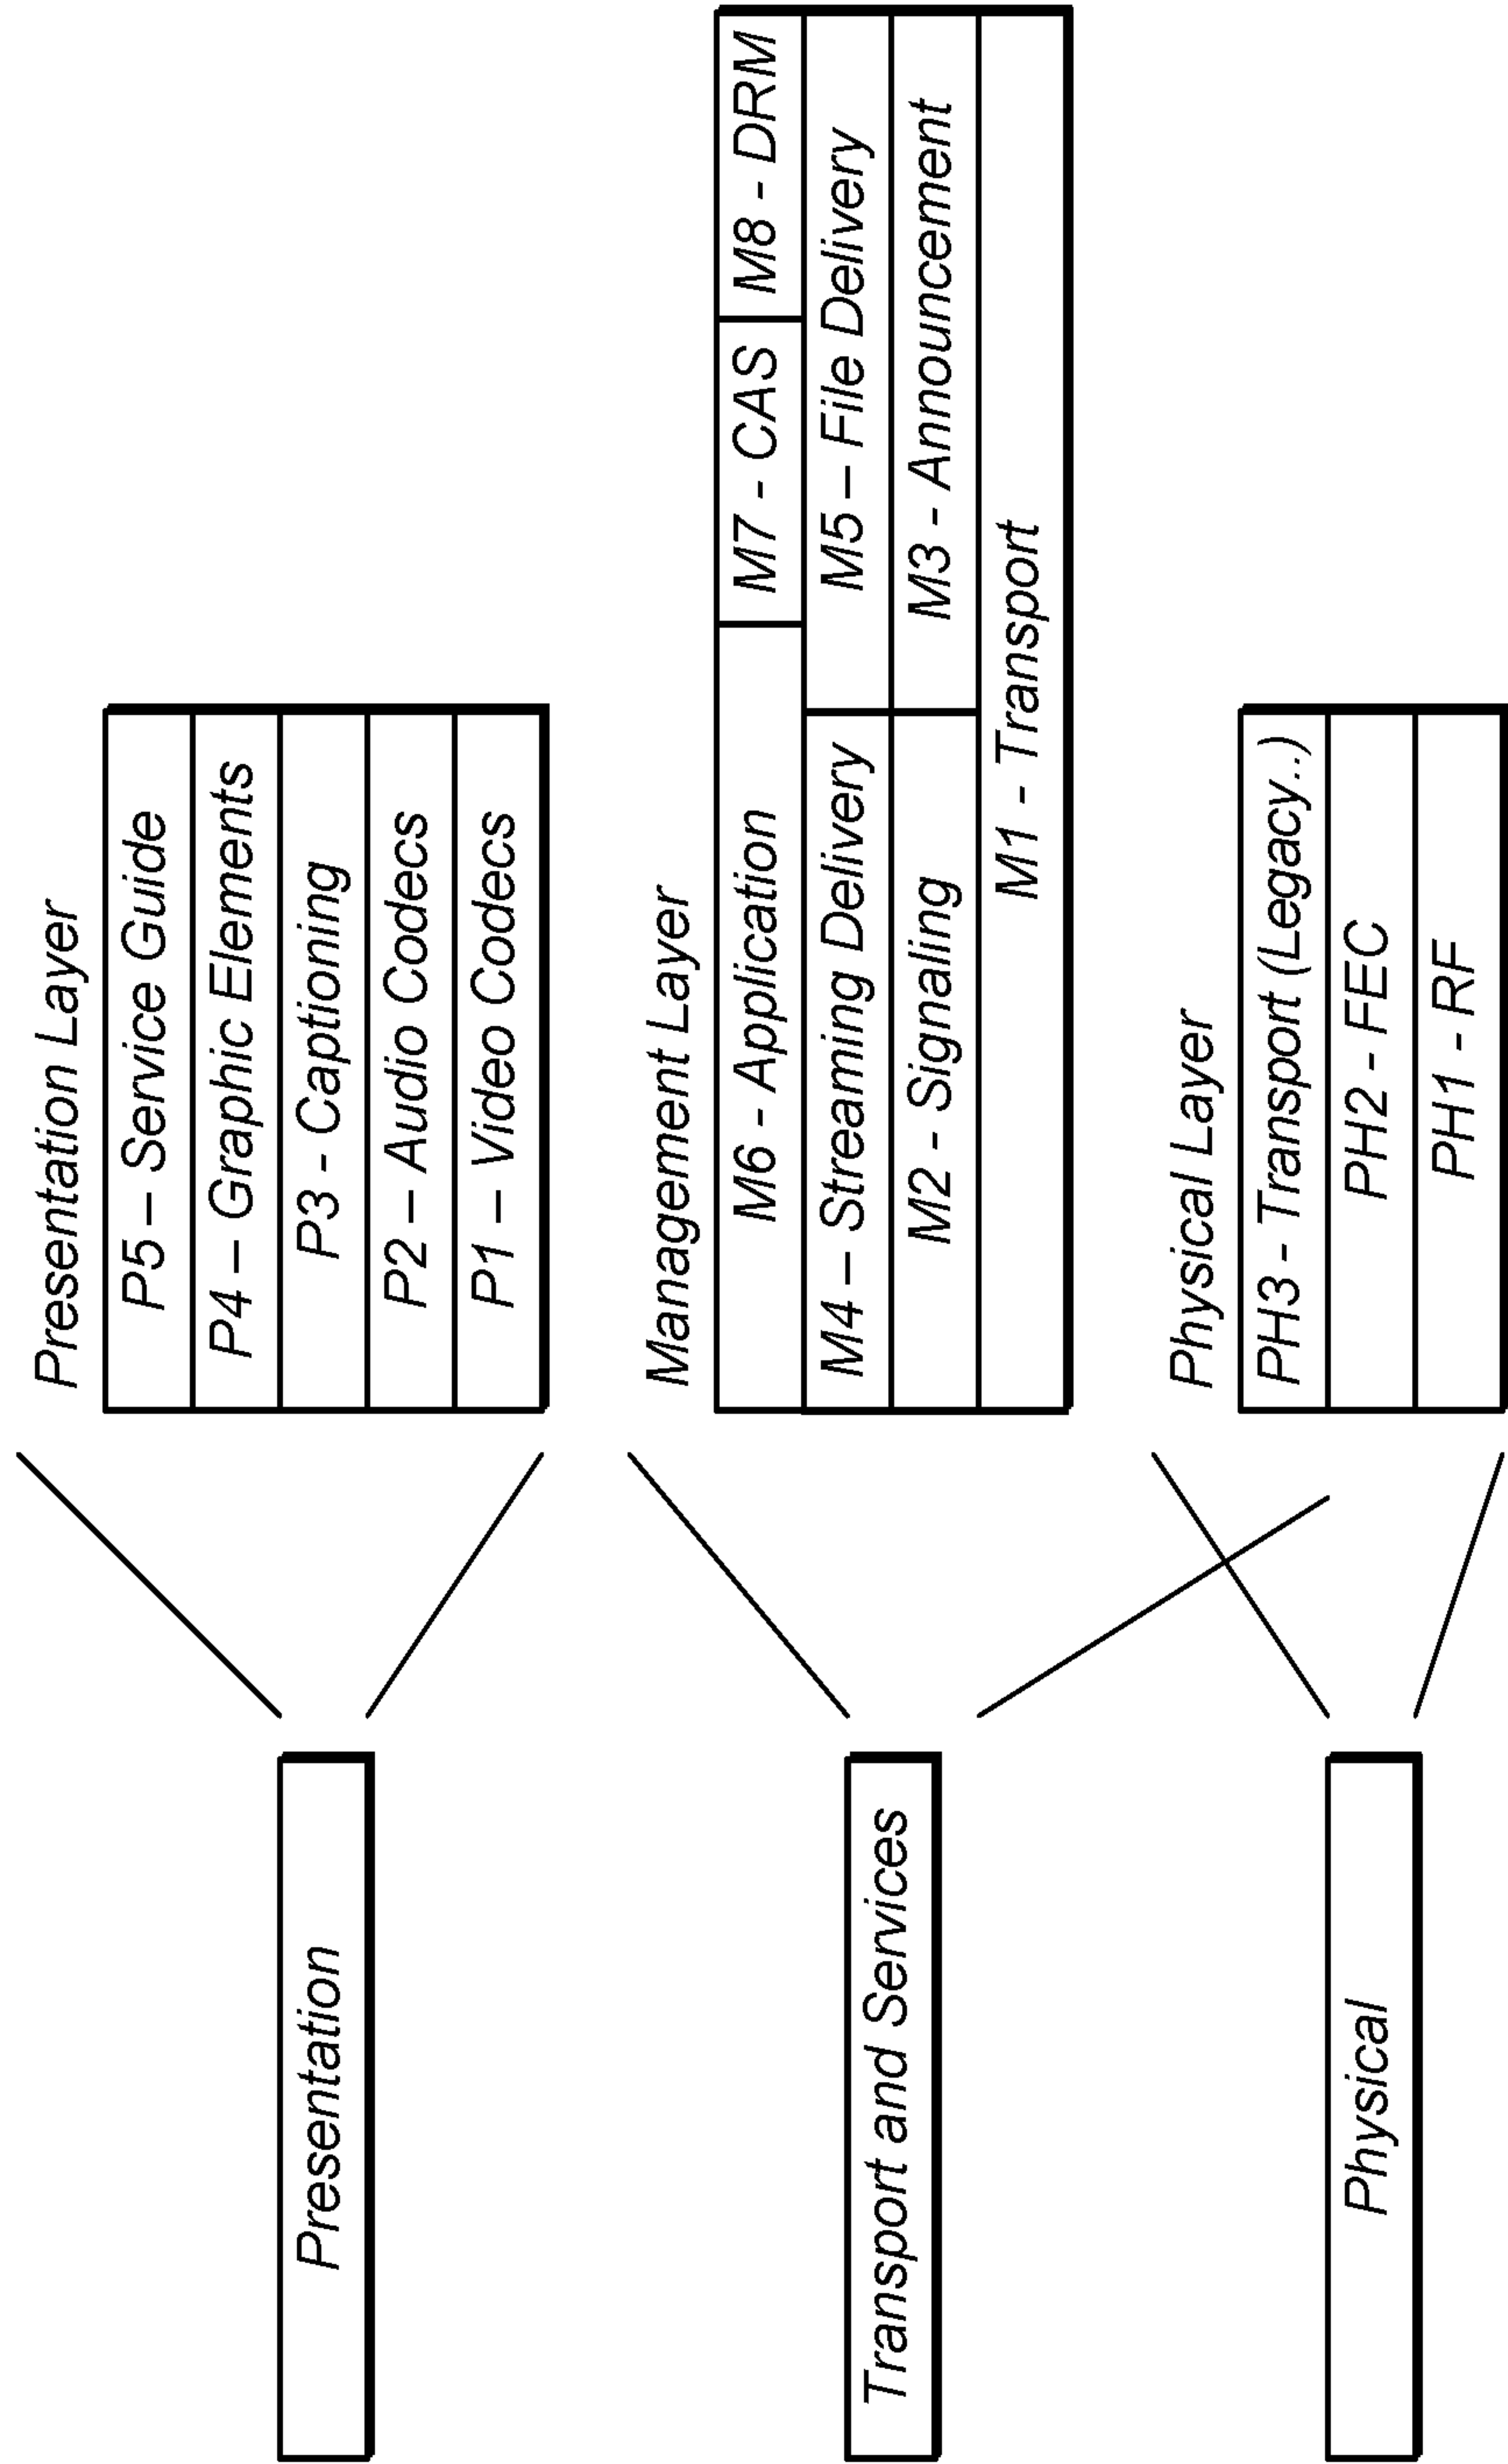 Presentation Layer
P5 – Service Guide
P4 – Graphic Elements
P3 - Captioning
P2 – Audio Codecs
P1 – Video Codecs
Presentation
Management Layer
M6 - Application
M7 - CAS
M8 - DRM
M4 – Streaming Delivery
M5 – File Delivery
M2 - Signaling
M3 - Announcement
M1 - Transport
Transport and Services
Physical Layer
PH3 - Transport (Legacy..)
PH2 - FEC
PH1 - RF
Physical